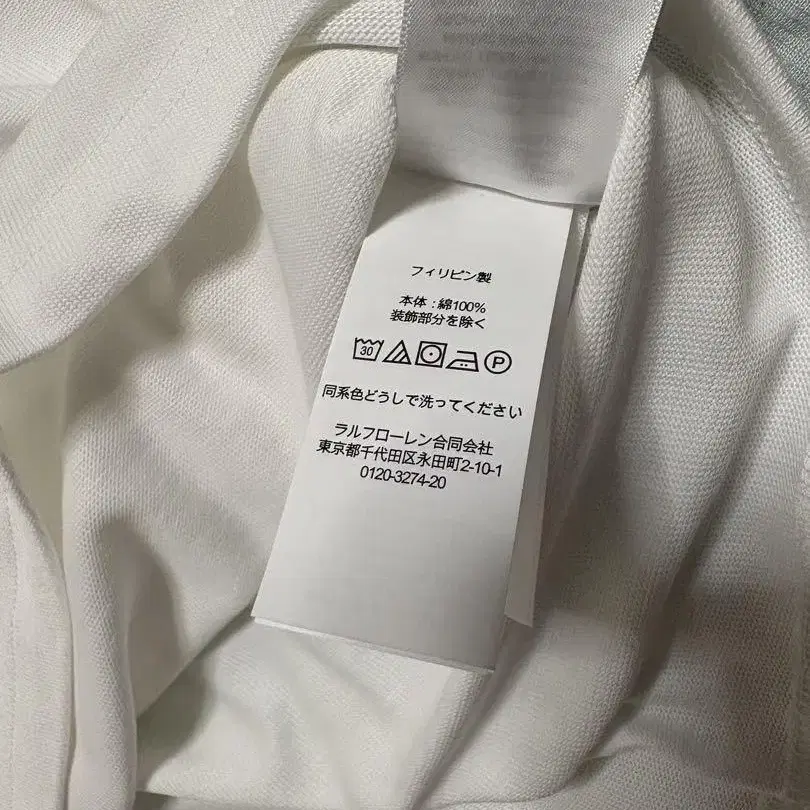 フィリピン製
本体：綿100%
装飾部分を除く
30 P
同系色どうしで洗ってください
ラルフローレン合同会社
東京都千代田区永田町2-10-1
0120-3274-20